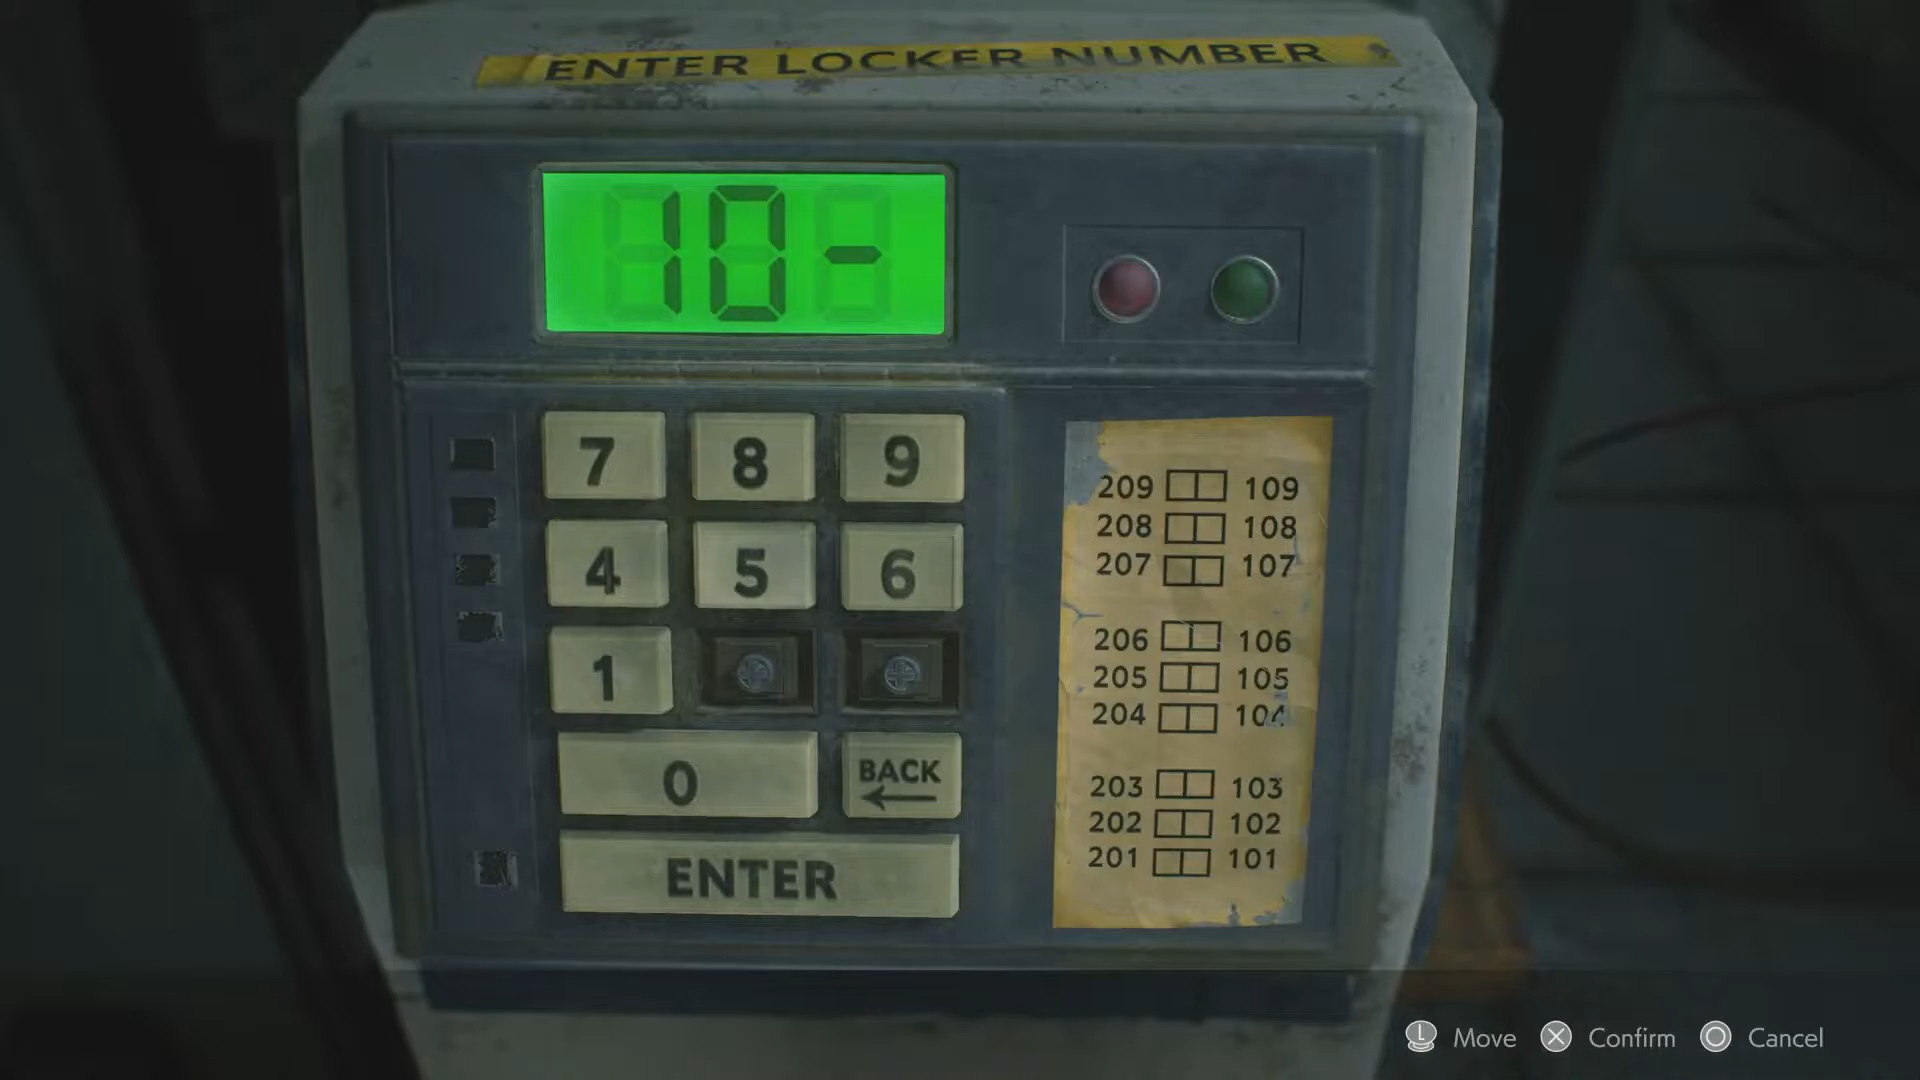 ENTER LOCKER NUMBER
10-
7 8 9
4 5 6
1
0 BACK
ENTER
209 109
208 108
207 107
206 106
205 105
204 104
203 103
202 102
201 101
L Move Confirm Cancel